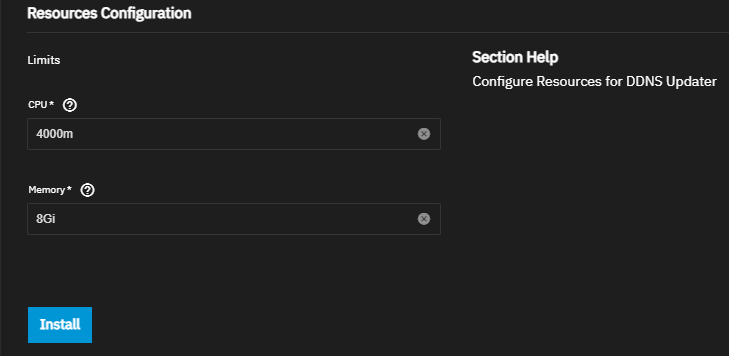 Resources Configuration
Limits
Section Help
Configure Resources for DDNS Updater
CPU *
4000m
Memory *
8Gi
Install